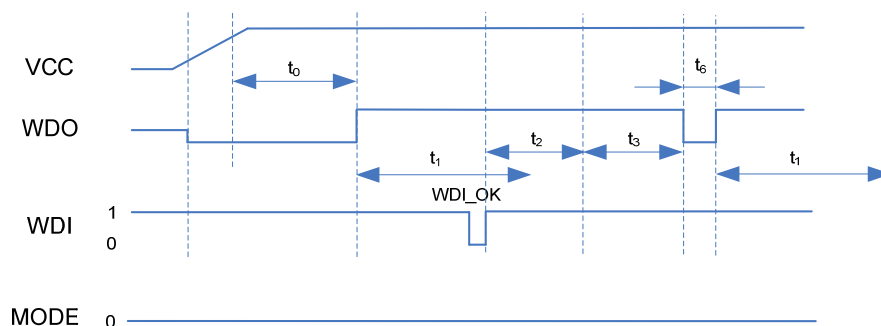 VCC
t₀
t₆
WDO
t₁
t₂
t₃
t₁
WDI_OK
WDI
1
0
MODE 0